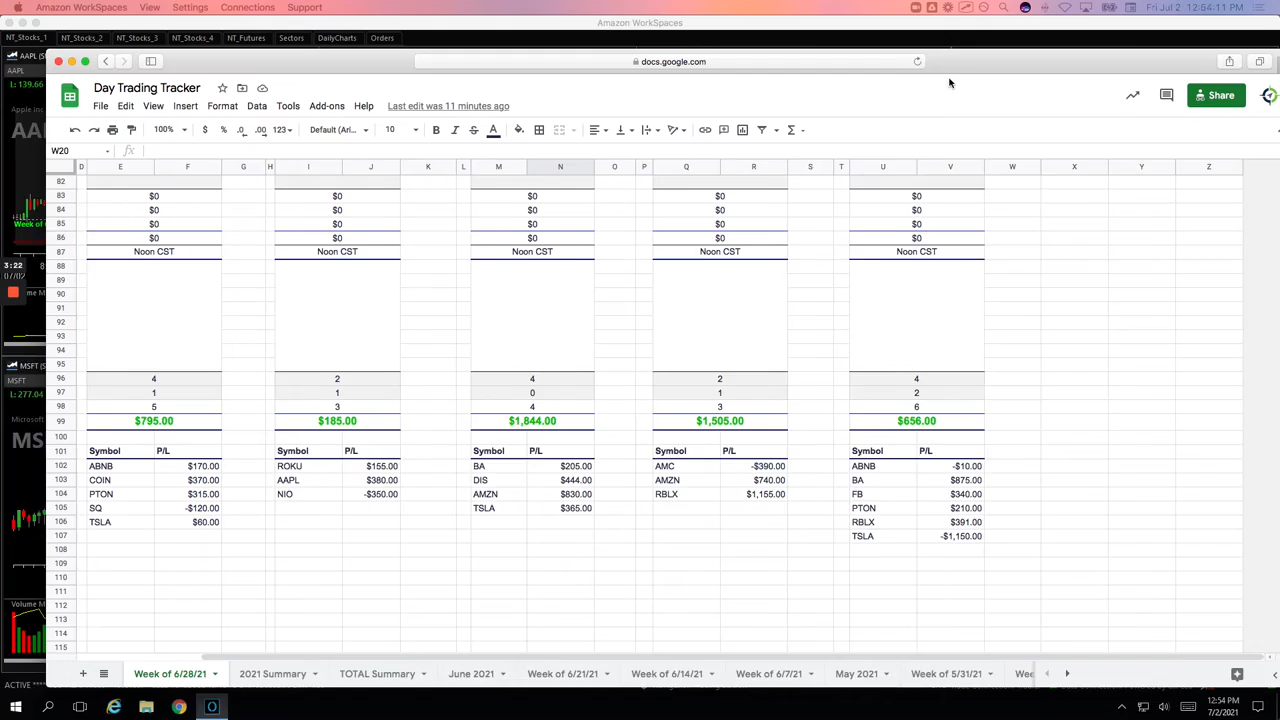 Amazon WorkSpaces View Settings Connections Support
Fri Jul 2 12:54:11 PM
Amazon WorkSpaces
NT_Stocks_1 NT_Stocks_2 NT_Stocks_3 NT_Stocks_4 NT_Futures Sectors DailyCharts Orders
AAPL
docs.google.com
AAPL
L: 139.66
Day Trading Tracker
Share
File Edit View Insert Format Data Tools Add-ons Help Last edit was 11 minutes ago
100% $ % .0 .00 123 Default (Ari... 10 B I S A
W20 fx
D E F G H I J K L M N O P Q R S T U V W X Y Z
82
83 $0 $0 $0 $0 $0
84 $0 $0 $0 $0 $0
85 $0 $0 $0 $0 $0
86 $0 $0 $0 $0 $0
87 Noon CST Noon CST Noon CST Noon CST Noon CST
88
89
90
91
92
93
94
95
96 4 2 4 2 4
97 1 1 0 1 2
98 5 3 4 3 6
99 $795.00 $185.00 $1,844.00 $1,505.00 $656.00
100
101 Symbol P/L Symbol P/L Symbol P/L Symbol P/L Symbol P/L
102 ABNB $170.00 ROKU $155.00 BA $205.00 AMC -$390.00 ABNB -$10.00
103 COIN $370.00 AAPL $380.00 DIS $444.00 AMZN $740.00 BA $875.00
104 PTON $315.00 NIO -$350.00 AMZN $830.00 RBLX $1,155.00 FB $340.00
105 SQ -$120.00 TSLA $365.00 PTON $210.00
106 TSLA $60.00 RBLX $391.00
107 TSLA -$1,150.00
108
109
110
111
112
113
114
115
3:22
07/02
MSFT
MSFT
L: 277.04
Microsoft
MS
Volume M
Week of 6/28/21 2021 Summary TOTAL Summary June 2021 Week of 6/21/21 Week of 6/14/21 Week of 6/7/21 May 2021 Week of 5/31/21
12:54 PM
7/2/2021